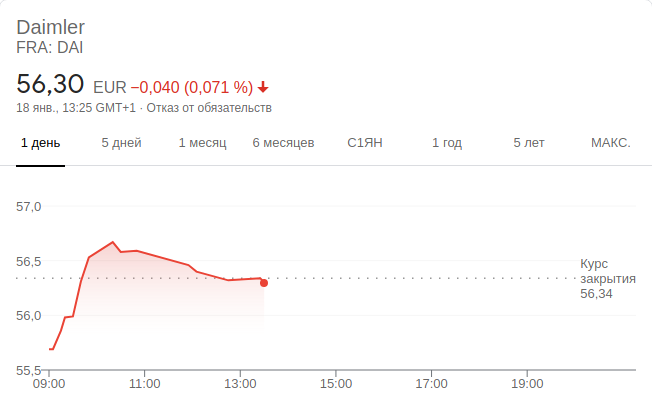 Daimler
FRA: DAI
56,30 EUR −0,040 (0,071 %)
18 янв., 13:25 GMT+1 · Отказ от обязательств
1 день 5 дней 1 месяц 6 месяцев С1ЯН 1 год 5 лет МАКС.
57,0
56,5
Курс
закрытия
56,34
56,0
55,5
09:00 11:00 13:00 15:00 17:00 19:00